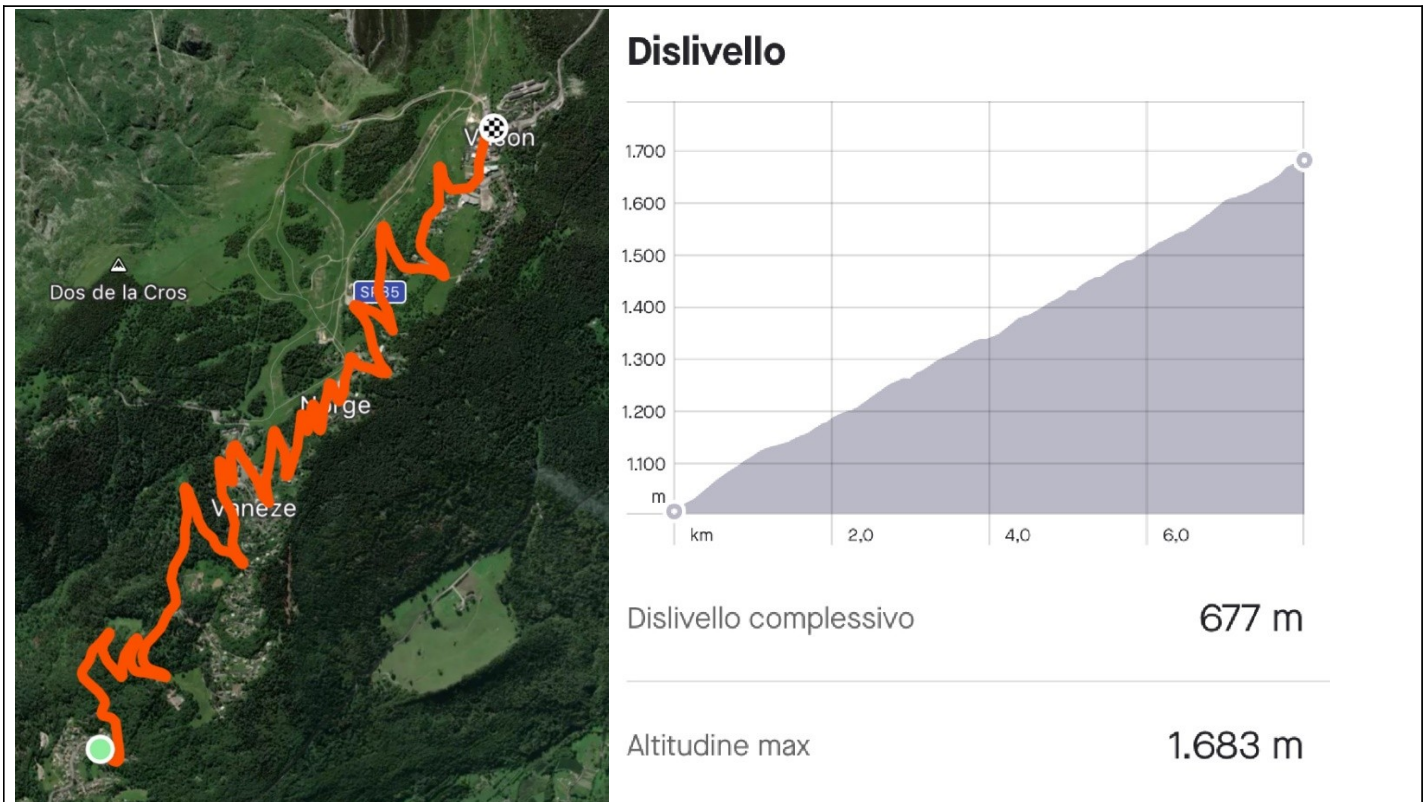 Dos de la Cros
SP85
Norge
Vaneze
Dislivello
1.700
1.600
1.500
1.400
1.300
1.200
1.100
m
km
2,0
4,0
6,0
Dislivello complessivo
677 m
Altitudine max
1.683 m